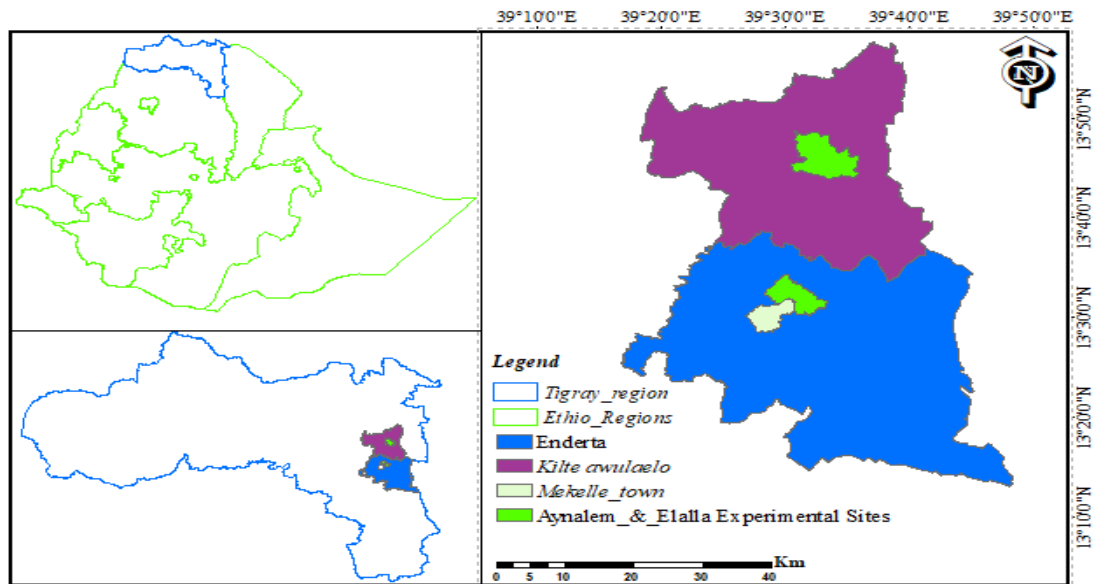 39°10'0"E 39°20'0"E 39°30'0"E 39°40'0"E 39°50'0"E
N
13°50'0"N
13°40'0"N
13°30'0"N
13°20'0"N
13°10'0"N
Legend
Tigray_region
Ethio_Regions
Enderta
Kilte awulaelo
Mekelle_town
Aynalem_&_Elalla Experimental Sites
Km
0 5 10 20 30 40